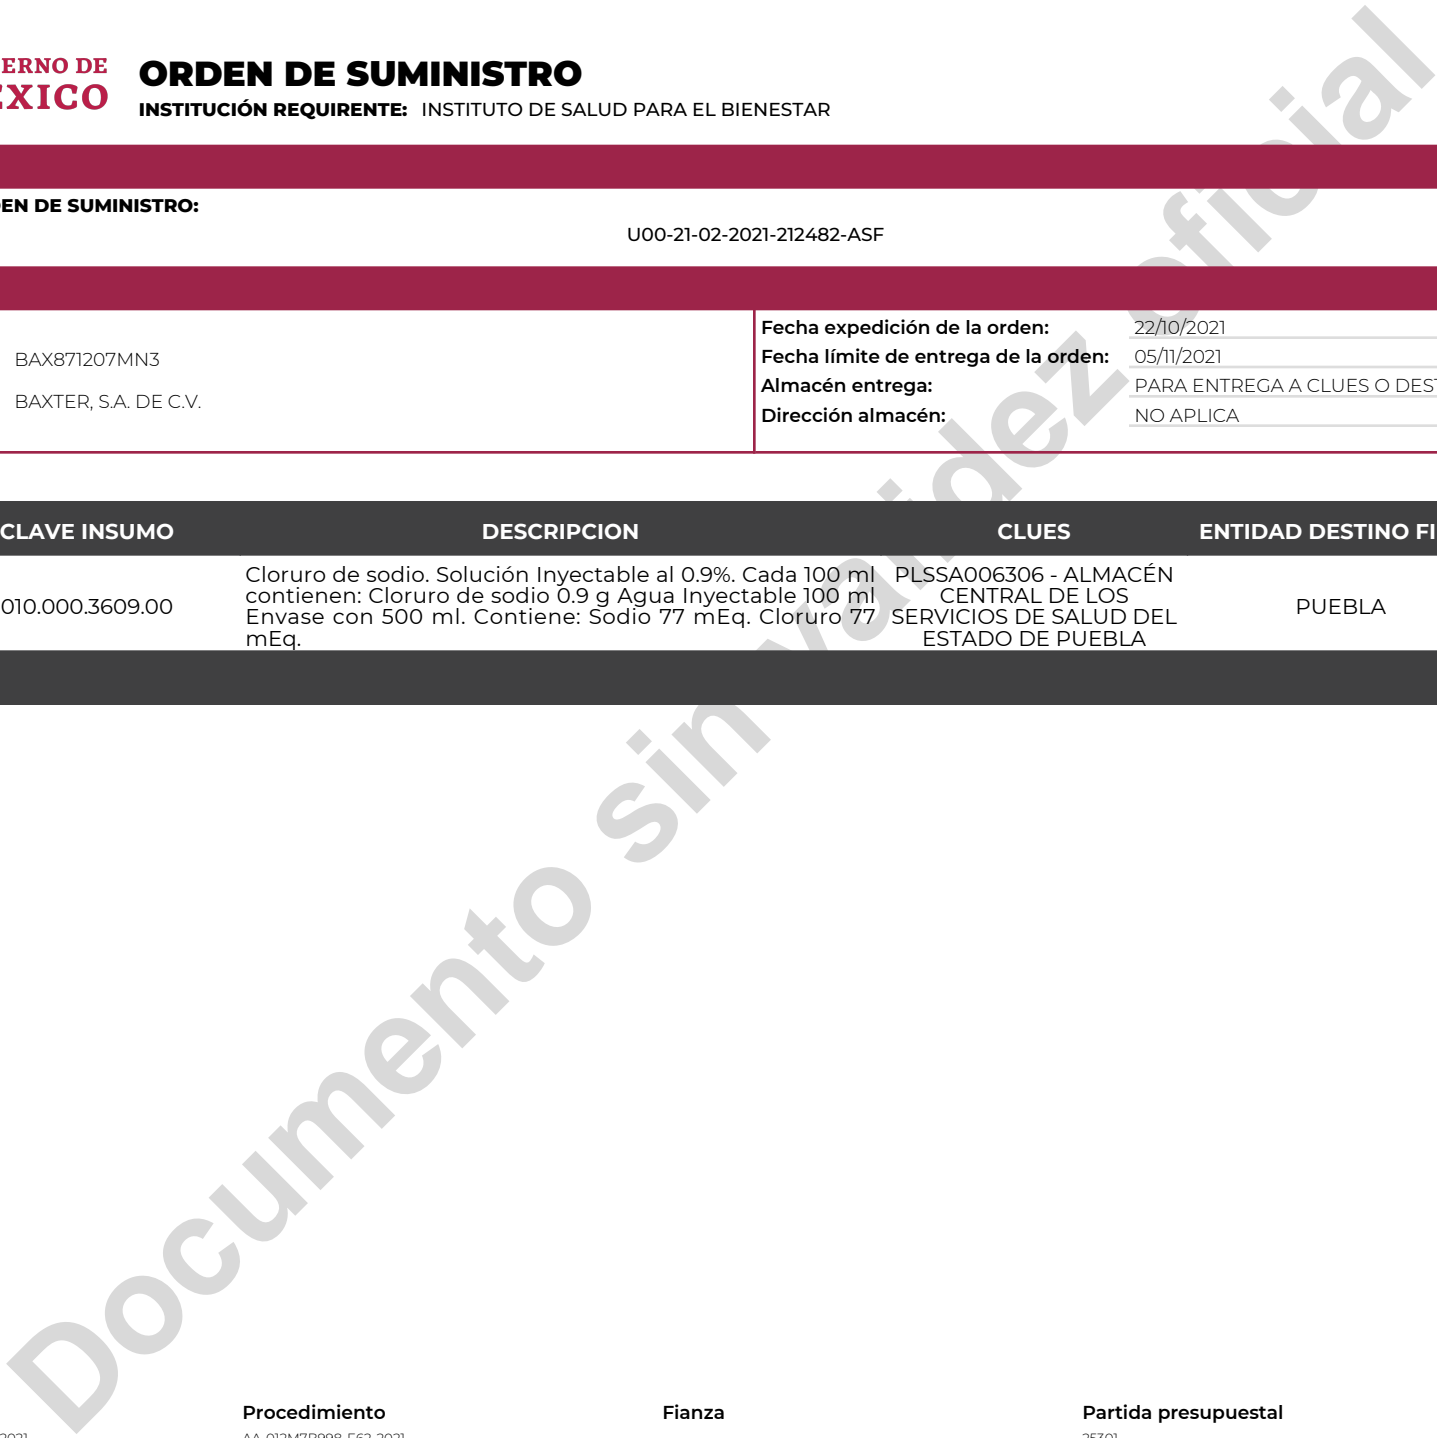 ERNO DE
EXICO
ORDEN DE SUMINISTRO
INSTITUCIÓN REQUIRENTE: INSTITUTO DE SALUD PARA EL BIENESTAR
EN DE SUMINISTRO:
U00-21-02-2021-212482-ASF
BAX871207MN3
BAXTER, S.A. DE C.V.
Fecha expedición de la orden: 22/10/2021
Fecha límite de entrega de la orden: 05/11/2021
Almacén entrega: PARA ENTREGA A CLUES O DEST
Dirección almacén: NO APLICA
CLAVE INSUMO DESCRIPCION CLUES ENTIDAD DESTINO FI
010.000.3609.00
Cloruro de sodio. Solución Inyectable al 0.9%. Cada 100 ml
contienen: Cloruro de sodio 0.9 g Agua Inyectable 100 ml
Envase con 500 ml. Contiene: Sodio 77 mEq. Cloruro 77
mEq.
PLSSA006306 - ALMACÉN
CENTRAL DE LOS
SERVICIOS DE SALUD DEL
ESTADO DE PUEBLA
PUEBLA
Documento sin validez oficial
Procedimiento Fianza Partida presupuestal